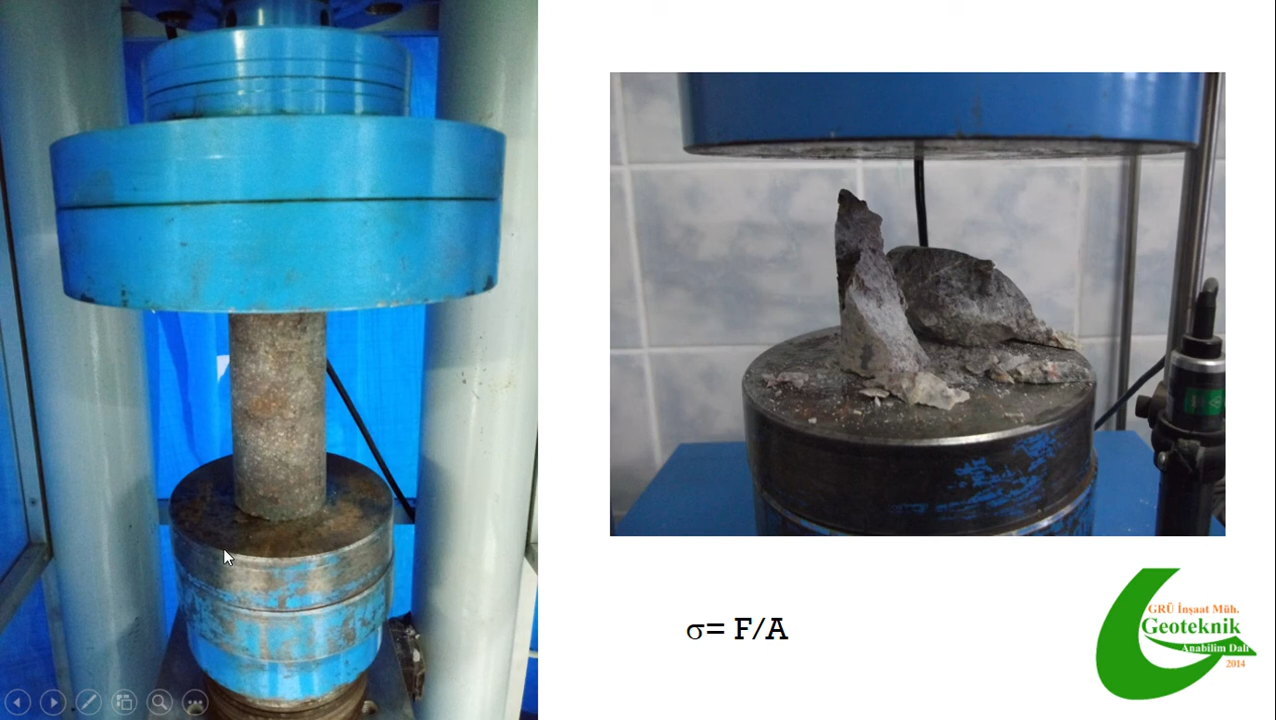 σ= F/A
GRÜ İnşaat Müh.
Geoteknik
Anabilim Dalı
2014